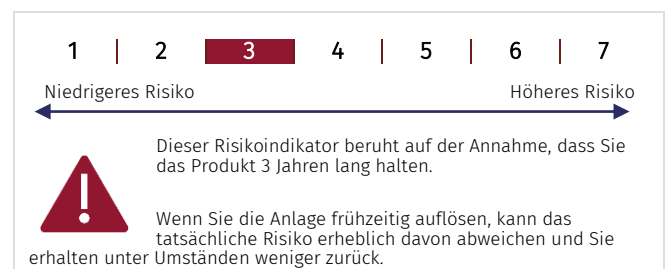 1 | 2 | 3 | 4 | 5 | 6 | 7
Niedrigeres Risiko Höheres Risiko
Dieser Risikoindikator beruht auf der Annahme, dass Sie
das Produkt 3 Jahren lang halten.
Wenn Sie die Anlage frühzeitig auflösen, kann das
tatsächliche Risiko erheblich davon abweichen und Sie
erhalten unter Umständen weniger zurück.